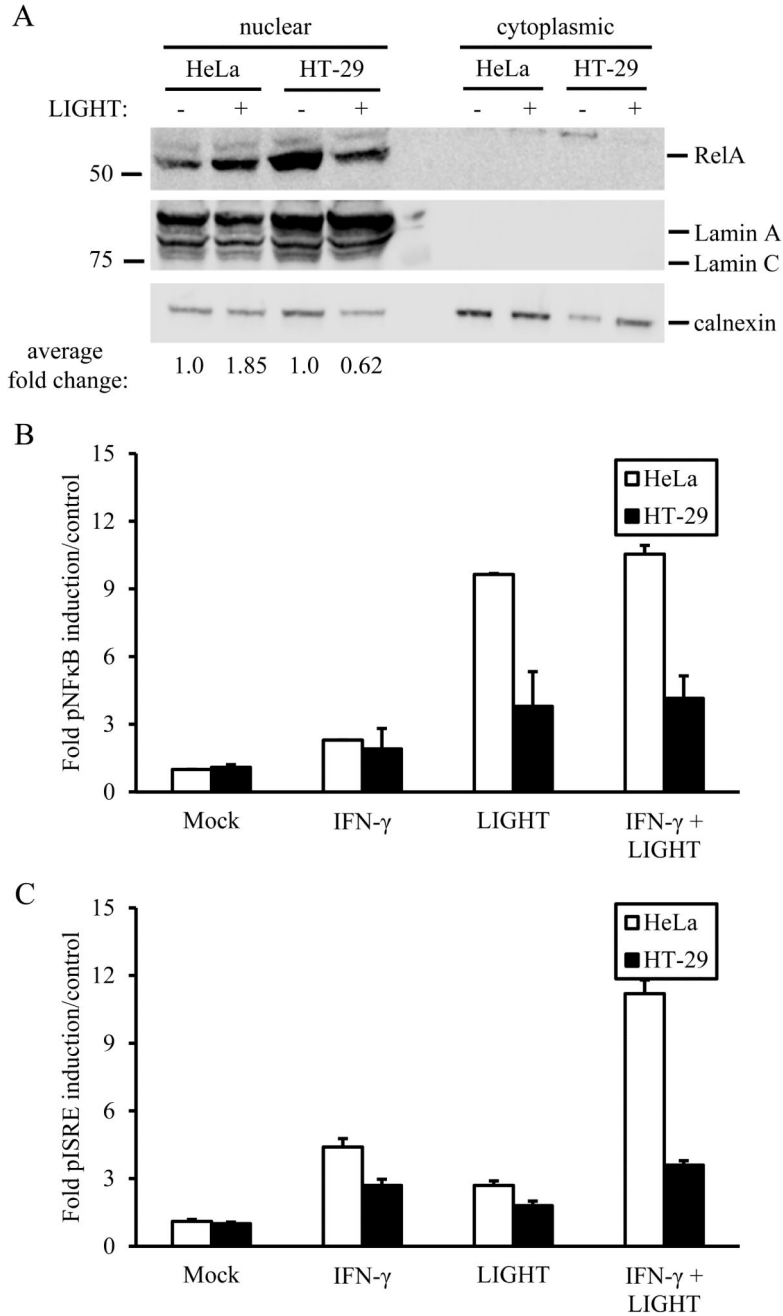 A
nuclear cytoplasmic
HeLa HT-29 HeLa HT-29
LIGHT: - + - + - + - +
50
RelA
Lamin A
75
Lamin C
calnexin
average
fold change: 1.0 1.85 1.0 0.62
B
Fold pNFκB induction/control
15
12
9
6
3
0
HeLa
HT-29
Mock IFN-γ LIGHT IFN-γ +
LIGHT
C
Fold pISRE induction/control
15
12
9
6
3
0
HeLa
HT-29
Mock IFN-γ LIGHT IFN-γ +
LIGHT